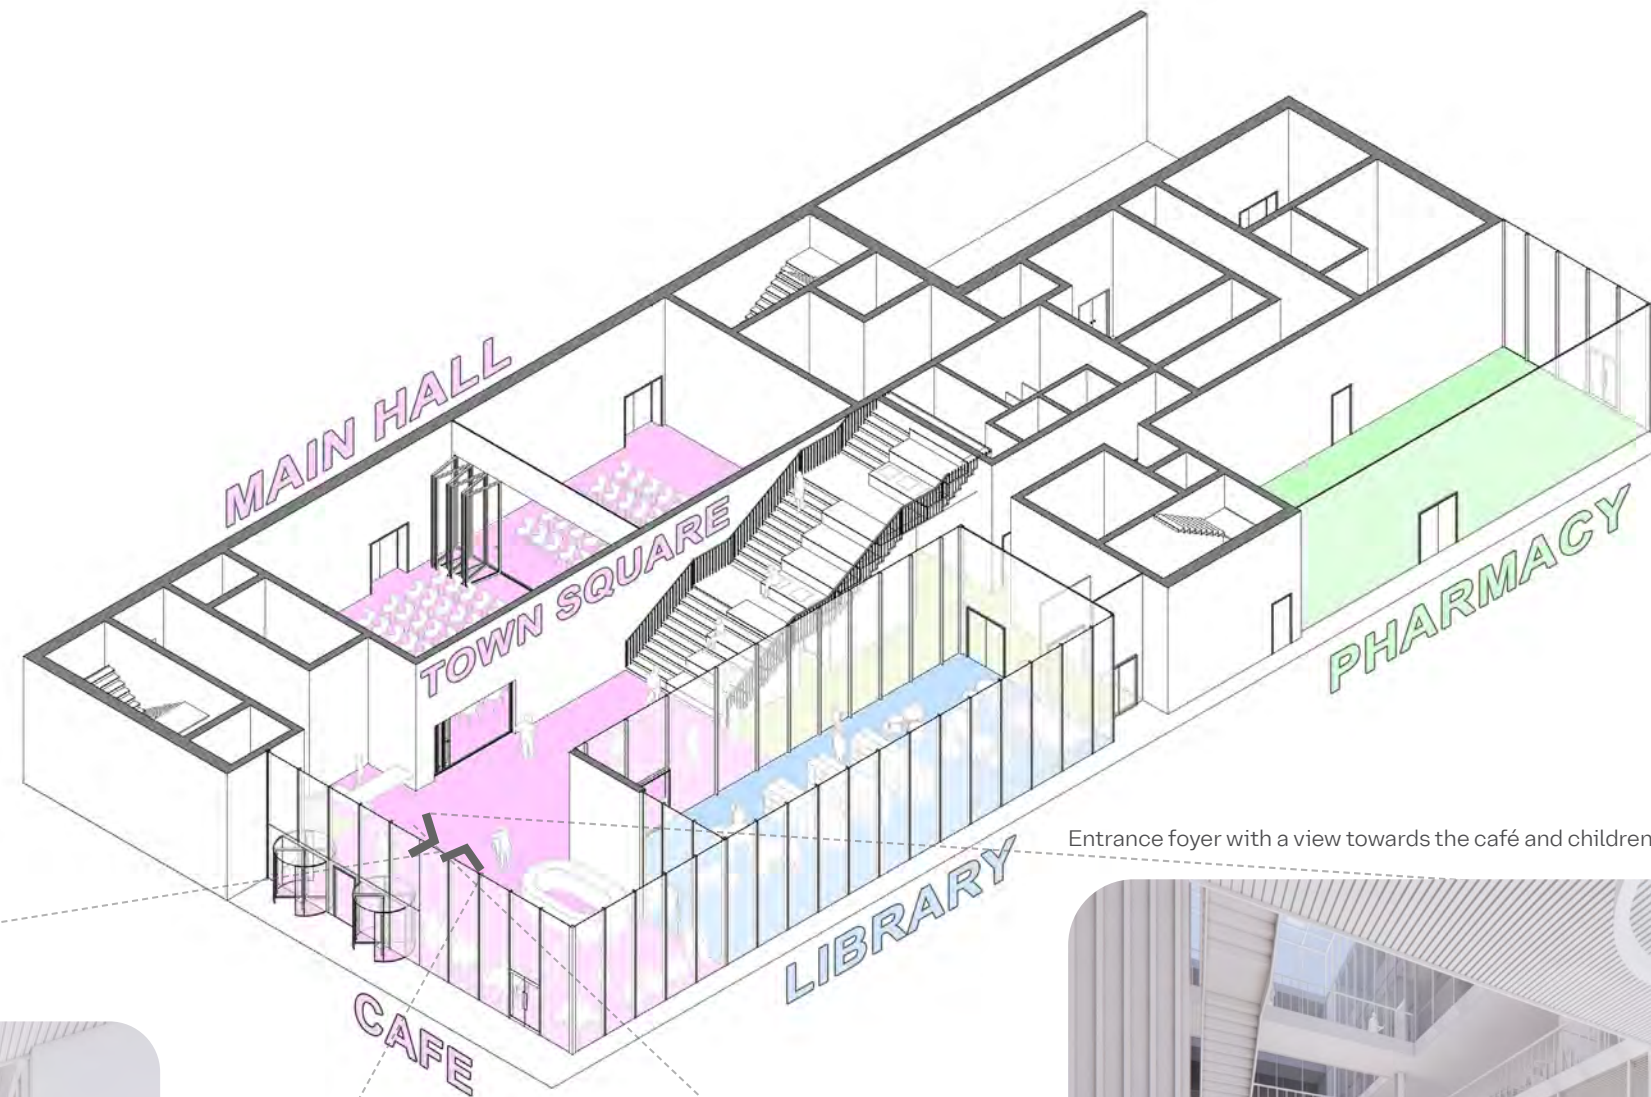 MAIN HALL
TOWN SQUARE
PHARMACY
Entrance foyer with a view towards the café and children
LIBRARY
CAFE